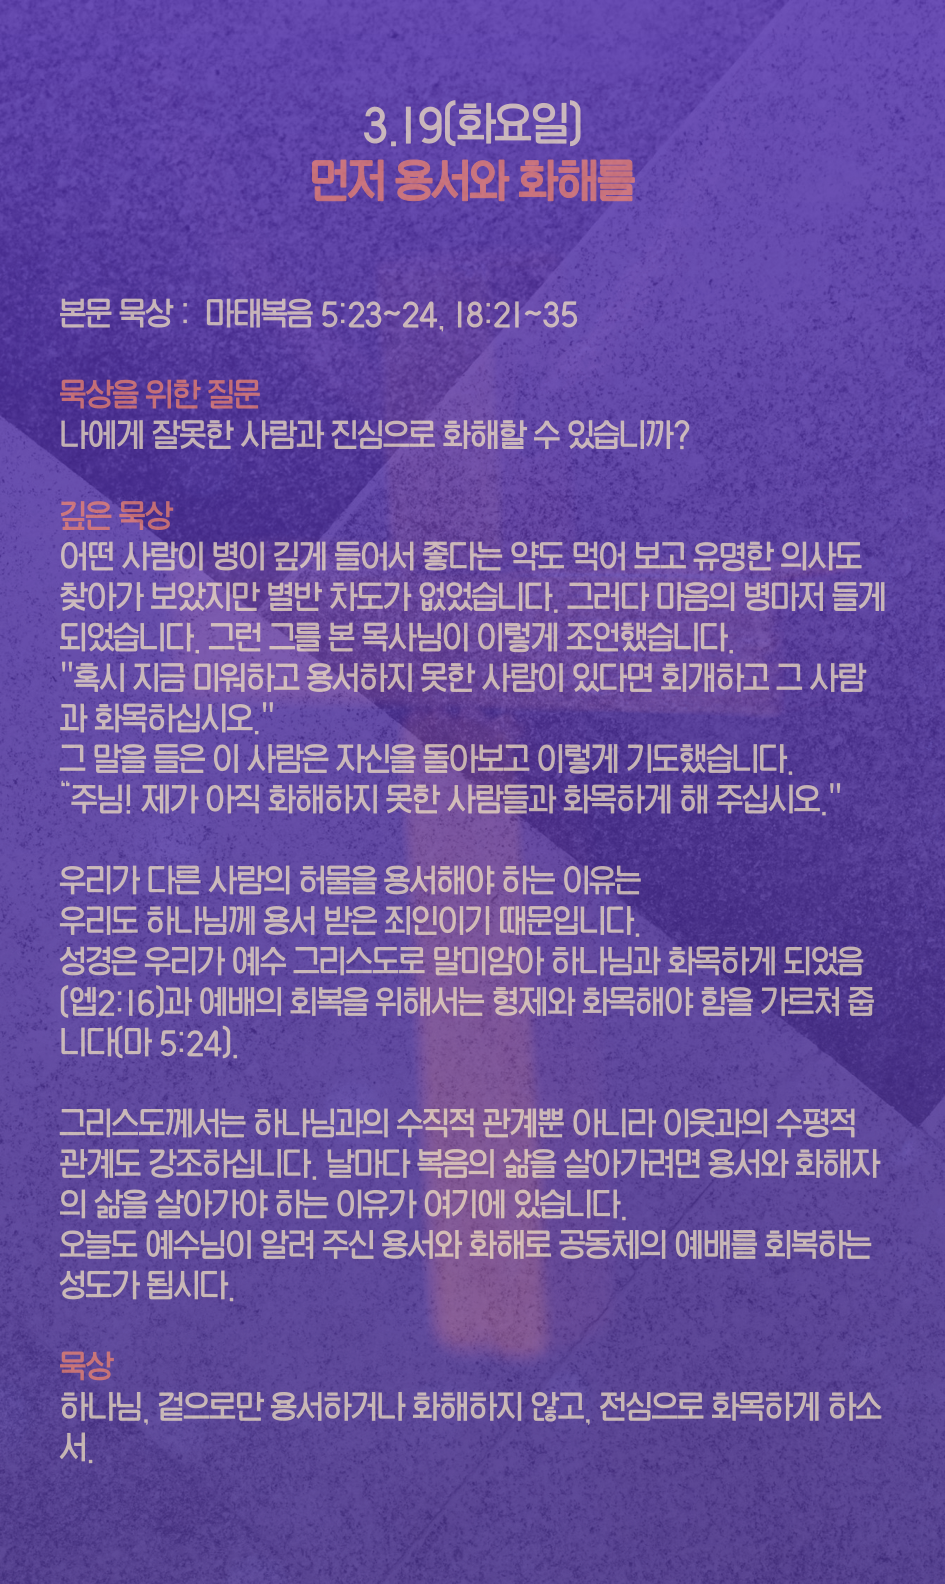 3.19(화요일)
먼저 용서와 화해를
본문 묵상 : 마태복음 5:23~24, 18:21~35
묵상을 위한 질문
나에게 잘못한 사람과 진심으로 화해할 수 있습니까?
깊은 묵상
어떤 사람이 병이 깊게 들어서 좋다는 약도 먹어 보고 유명한 의사도
찾아가 보았지만 별반 차도가 없었습니다. 그러다 마음의 병마저 들게
되었습니다. 그런 그를 본 목사님이 이렇게 조언했습니다.
"혹시 지금 미워하고 용서하지 못한 사람이 있다면 회개하고 그 사람
과 화목하십시오."
그 말을 들은 이 사람은 자신을 돌아보고 이렇게 기도했습니다.
“주님! 제가 아직 화해하지 못한 사람들과 화목하게 해 주십시오."
우리가 다른 사람의 허물을 용서해야 하는 이유는
우리도 하나님께 용서 받은 죄인이기 때문입니다.
성경은 우리가 예수 그리스도로 말미암아 하나님과 화목하게 되었음
(엡2:16)과 예배의 회복을 위해서는 형제와 화목해야 함을 가르쳐 줍
니다(마 5:24).
그리스도께서는 하나님과의 수직적 관계뿐 아니라 이웃과의 수평적
관계도 강조하십니다. 날마다 복음의 삶을 살아가려면 용서와 화해자
의 삶을 살아가야 하는 이유가 여기에 있습니다.
오늘도 예수님이 알려 주신 용서와 화해로 공동체의 예배를 회복하는
성도가 됩시다.
묵상
하나님, 겉으로만 용서하거나 화해하지 않고, 전심으로 화목하게 하소
서.